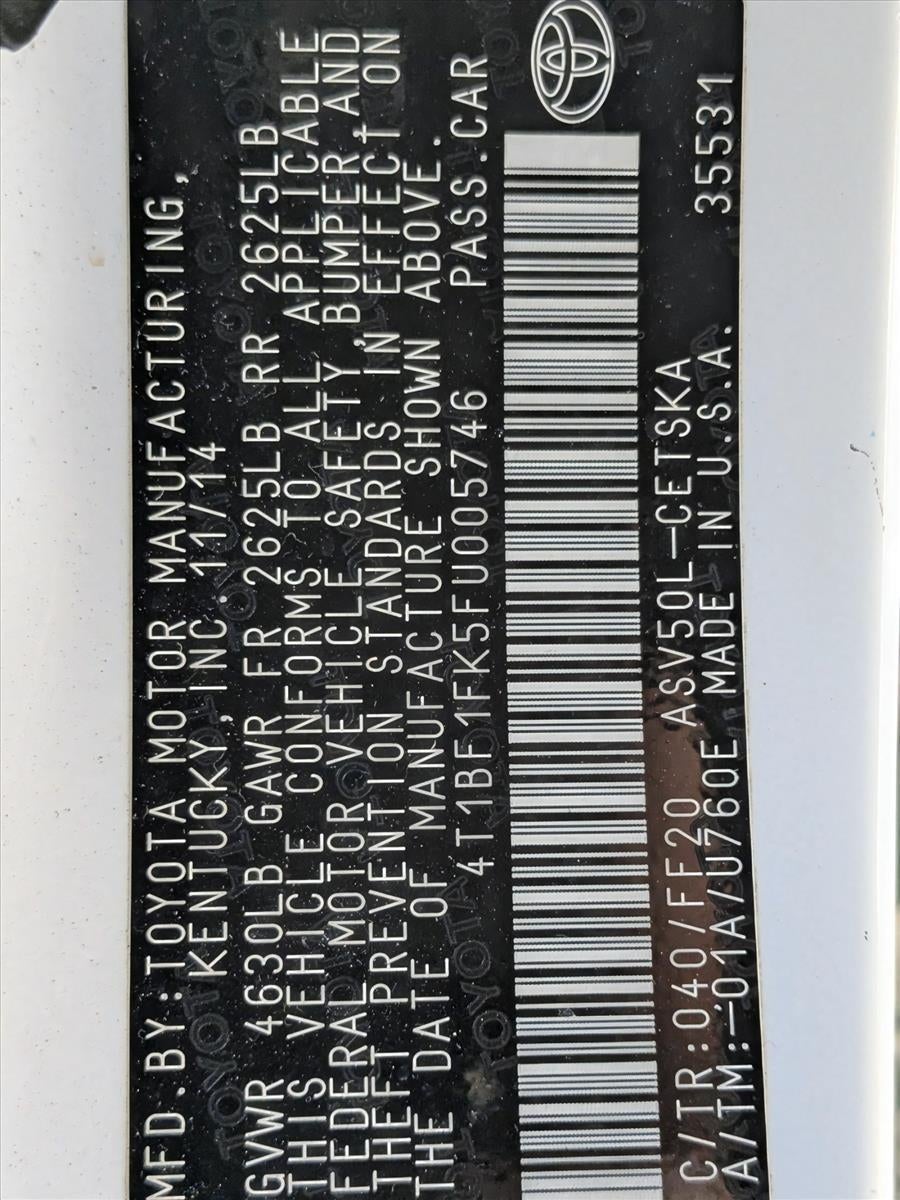 MFD.BY:TOYOTA MOTOR MANUFACTURING,
KENTUCKY, INC. 11/14
GVWR 4630LB GAWR FR 2625LB RR 2625LB
THIS VEHICLE CONFORMS TO ALL APPLICABLE
FEDERAL MOTOR VEHICLE SAFETY, BUMPER, AND
THEFT PREVENTION STANDARDS IN EFFECT ON
THE DATE OF MANUFACTURE SHOWN ABOVE.
4T1BF1FK5FU005746 PASS.CAR
C/TR:040/FF20 ASV50L-CETSKA
A/TM:-01A/U760E MADE IN U.S.A. 35531